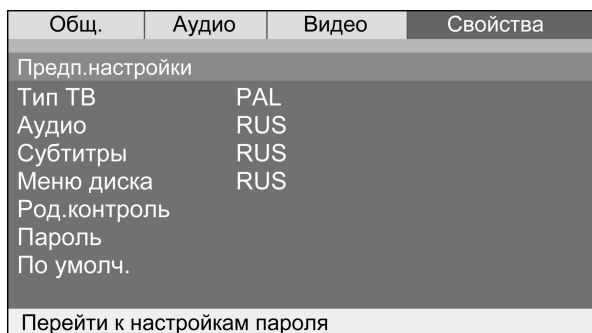 Общ. Аудио Видео Свойства
Предп.настройки
Тип ТВ PAL
Аудио RUS
Субтитры RUS
Меню диска RUS
Род.контроль
Пароль
По умолч.
Перейти к настройкам пароля